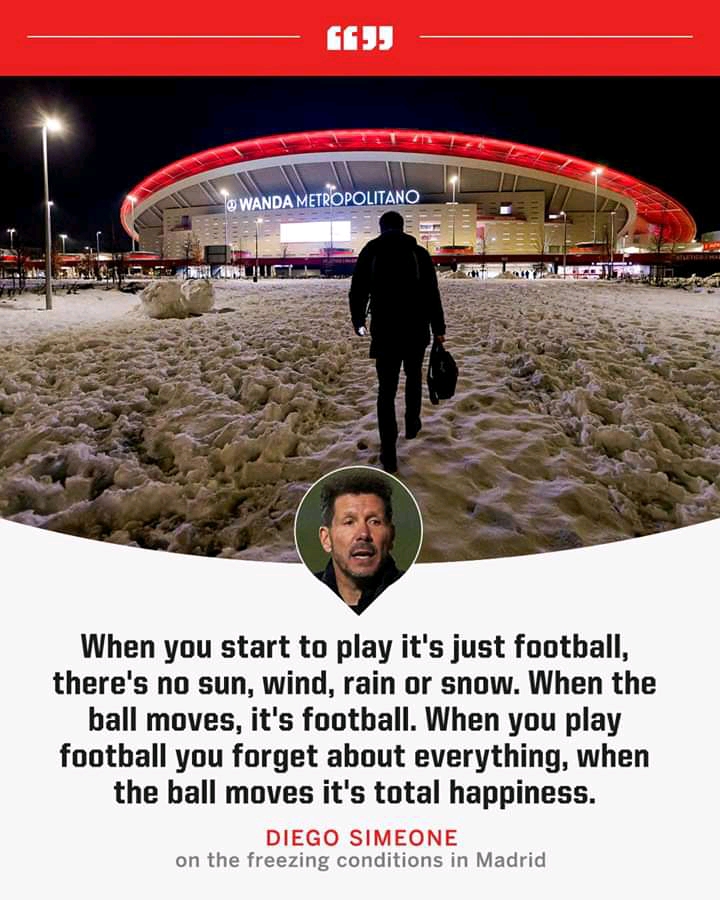 WANDA METROPOLITANO
When you start to play it's just football,
there's no sun, wind, rain or snow. When the
ball moves, it's football. When you play
football you forget about everything, when
the ball moves it's total happiness.
DIEGO SIMEONE
on the freezing conditions in Madrid